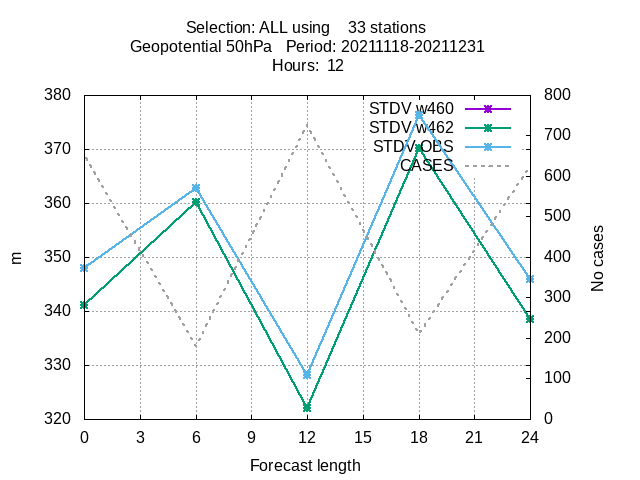 Selection: ALL using    33 stations
Geopotential 50hPa   Period: 20211118-20211231
Hours:  12
380
370
360
350
340
330
320
m
800
700
600
500
400
300
200
100
0
No cases
STDV w460
STDV w462
STDV OBS
CASES
0 3 6 9 12 15 18 21 24
Forecast length